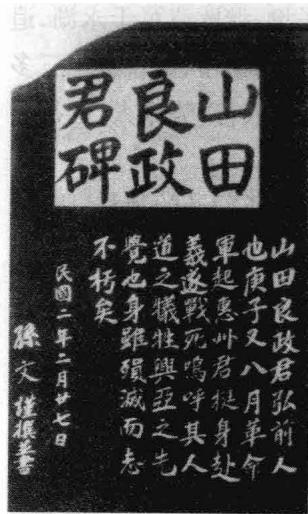 山田
良政
君碑
山田良政君弘前人
也庚子又八月革命
軍起惠州君挺身赴
義遂戰死嗚呼其人
道之犧牲興亞之先
覺也身雖殞滅而志
不朽矣
民國二年二月廿七日
孫文謹撰並書